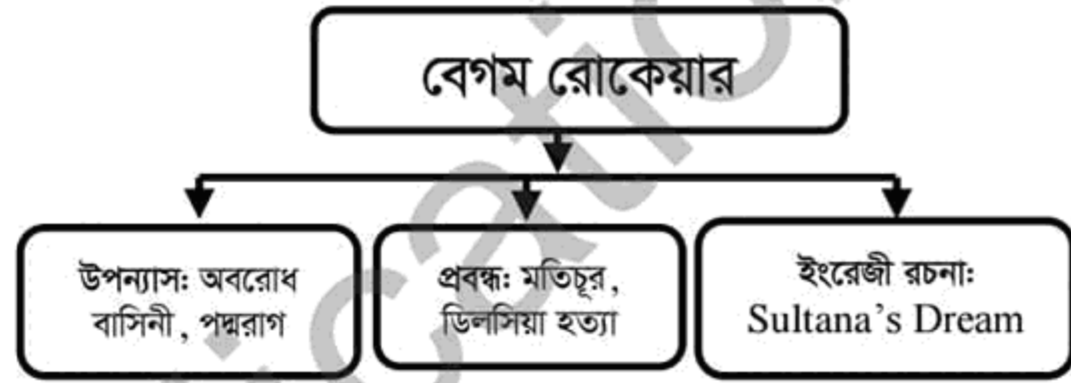 বেগম রোকেয়ার
উপন্যাস: অবরোধ
বাসিনী, পদ্মরাগ
প্রবন্ধ: মতিচূর,
ডিলসিয়া হত্যা
ইংরেজী রচনা:
Sultana's Dream